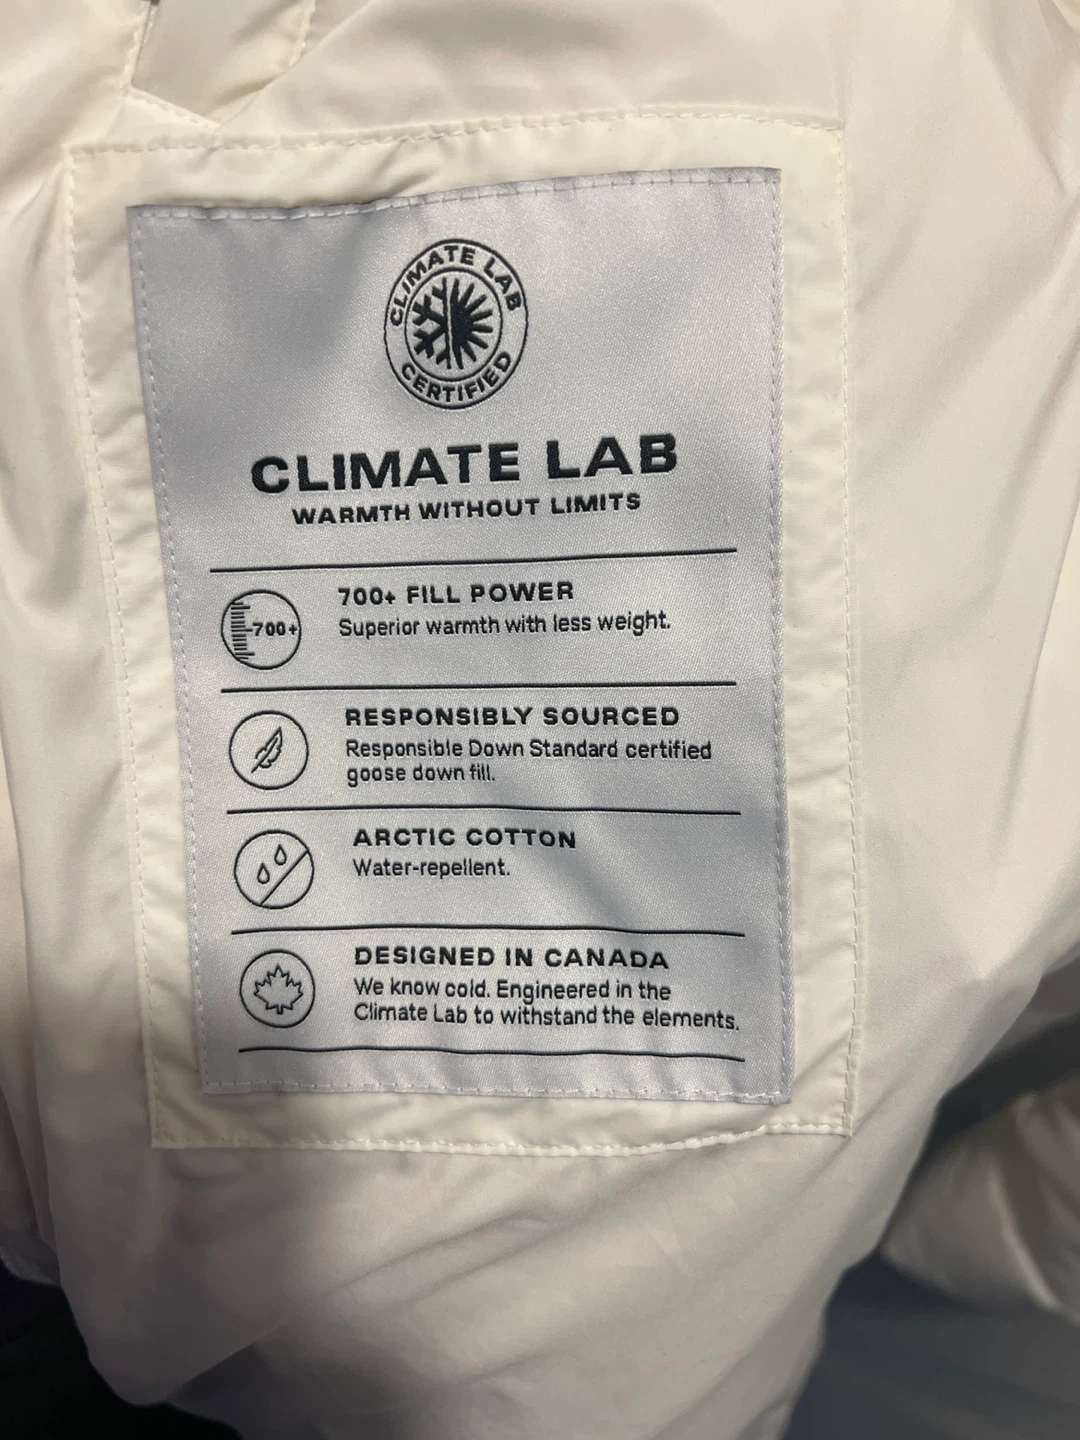 CLIMATE LAB
CERTIFIED
CLIMATE LAB
WARMTH WITHOUT LIMITS
700+
700+ FILL POWER
Superior warmth with less weight.
RESPONSIBLY SOURCED
Responsible Down Standard certified
goose down fill.
ARCTIC COTTON
Water-repellent.
DESIGNED IN CANADA
We know cold. Engineered in the
Climate Lab to withstand the elements.